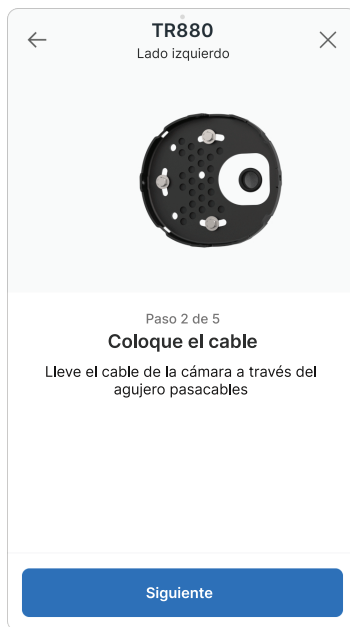 TR880
Lado izquierdo
Paso 2 de 5
Coloque el cable
Lleve el cable de la cámara a través del
agujero pasacables
Siguiente